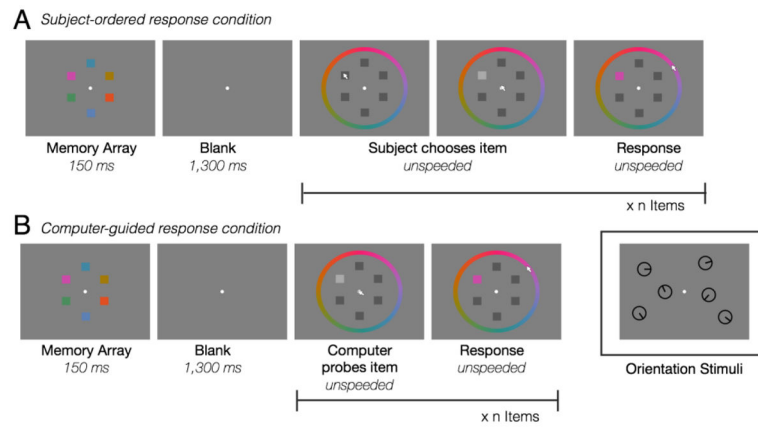 A Subject-ordered response condition
Memory Array
150 ms
Blank
1,300 ms
Subject chooses item
unspeeded
Response
unspeeded
x n Items
B Computer-guided response condition
Memory Array
150 ms
Blank
1,300 ms
Computer
probes item
unspeeded
Response
unspeeded
x n Items
Orientation Stimuli